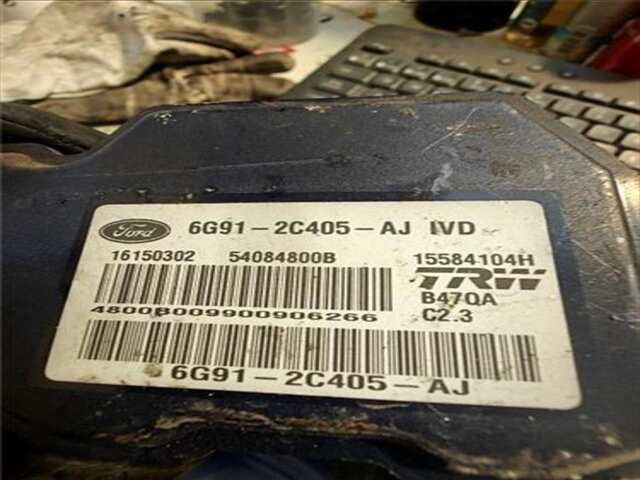 Ford 6G91-2C405-AJ IVD
16150302 54084800B 15584104H
TRW
B47QA
4800B009900906266 C2.3
6G91-2C405-AJ